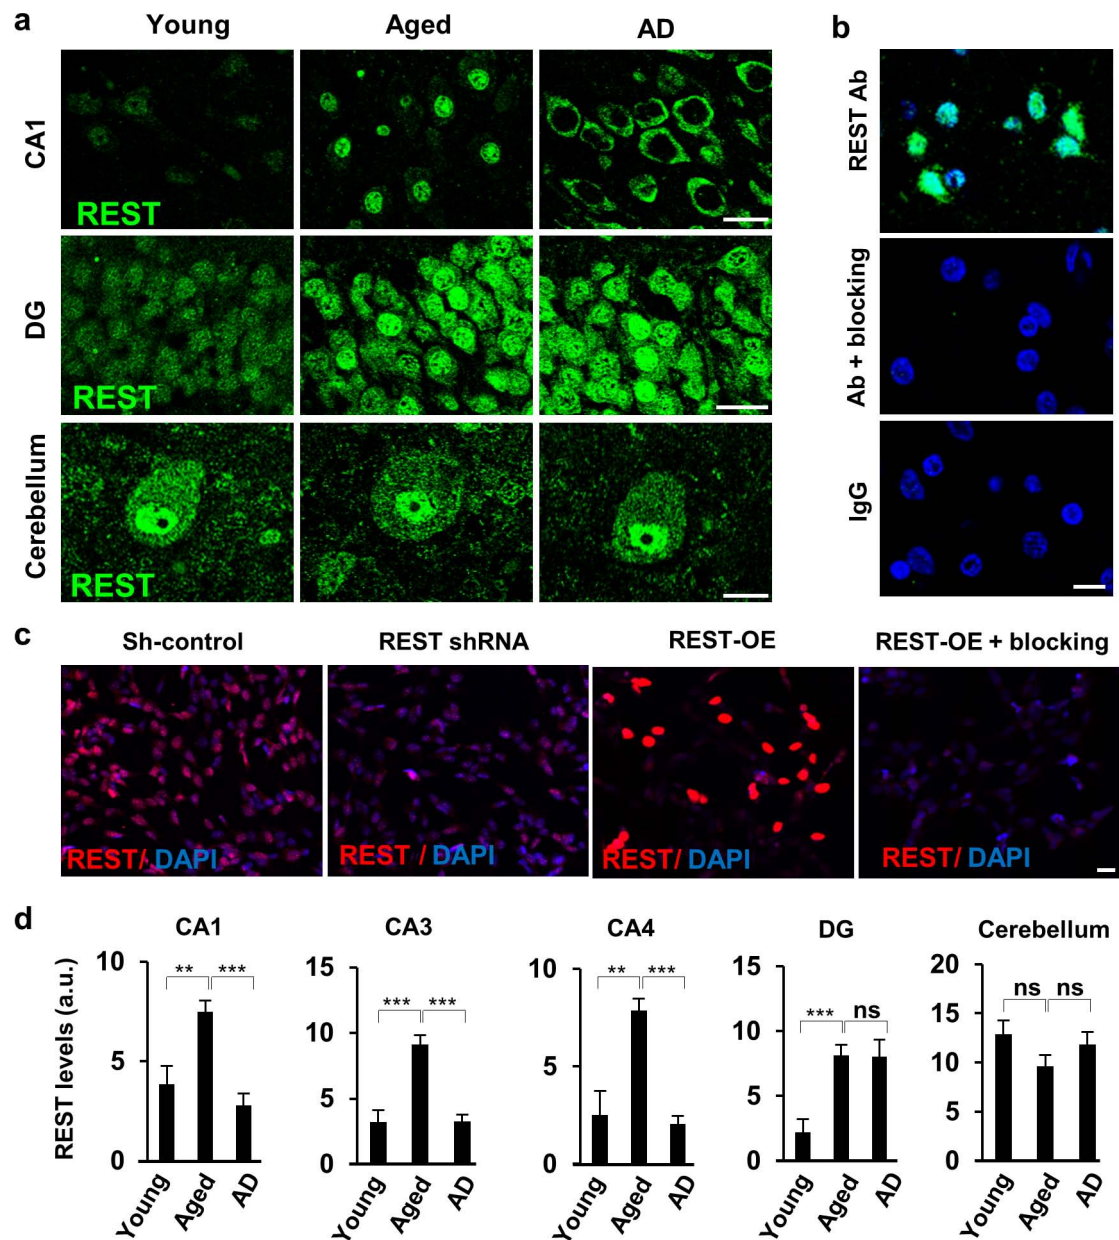 a
Young
Aged
AD
CA1
REST
DG
REST
Cerebellum
REST
b
REST Ab
Ab + blocking
IgG
c
Sh-control
REST shRNA
REST-OE
REST-OE + blocking
REST/ DAPI
REST / DAPI
REST/ DAPI
REST/ DAPI
d
REST levels (a.u.)
CA1
10
5
0
** ***
Young
Aged
AD
CA3
15
10
5
0
*** ***
Young
Aged
AD
CA4
10
5
0
** ***
Young
Aged
AD
DG
15
10
5
0
*** ns
Young
Aged
AD
Cerebellum
20
15
10
5
0
ns ns
Young
Aged
AD